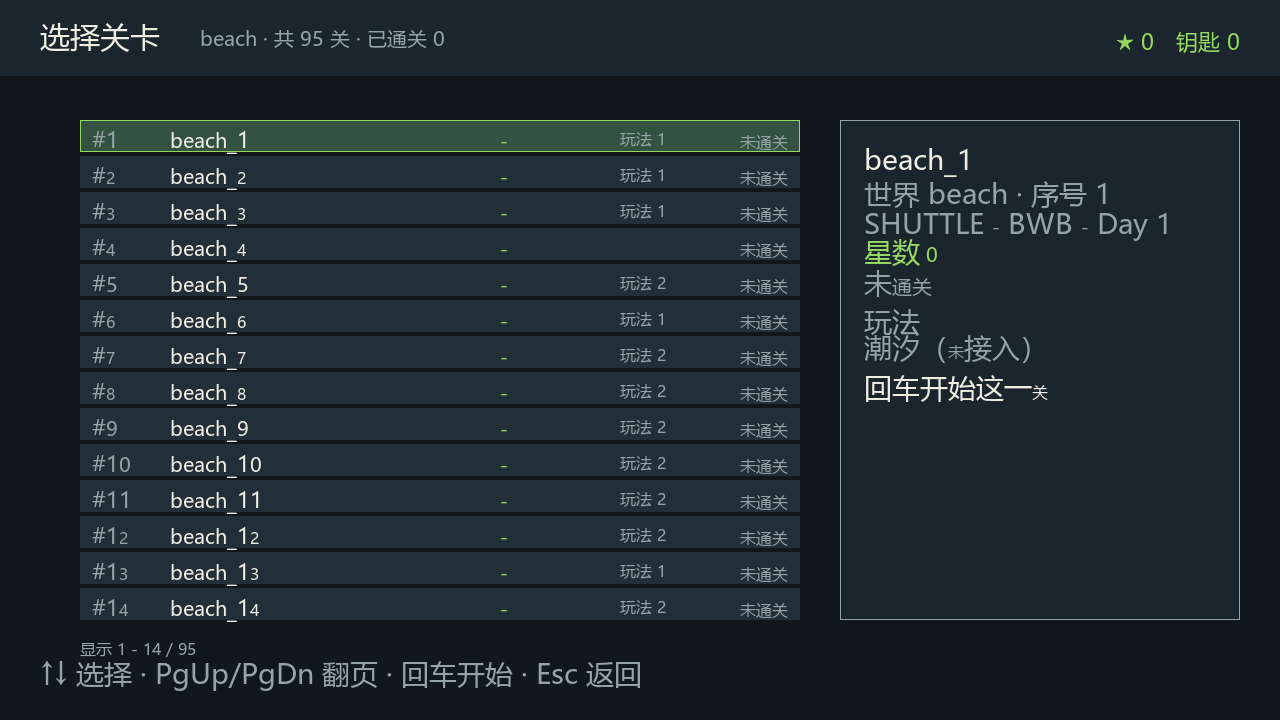 选择关卡 beach · 共 95 关 · 已通关 0 ★ 0 钥匙 0
#1 beach_1 - 玩法 1 未通关
#2 beach_2 - 玩法 1 未通关
#3 beach_3 - 玩法 1 未通关
#4 beach_4 - 未通关
#5 beach_5 - 玩法 2 未通关
#6 beach_6 - 玩法 1 未通关
#7 beach_7 - 玩法 2 未通关
#8 beach_8 - 玩法 2 未通关
#9 beach_9 - 玩法 2 未通关
#10 beach_10 - 玩法 2 未通关
#11 beach_11 - 玩法 2 未通关
#12 beach_12 - 玩法 2 未通关
#13 beach_13 - 玩法 1 未通关
#14 beach_14 - 玩法 2 未通关
beach_1
世界 beach · 序号 1
SHUTTLE - BWB - Day 1
星数 0
未通关
玩法
潮汐（未接入）
回车开始这一关
显示 1 - 14 / 95
↑↓ 选择 · PgUp/PgDn 翻页 · 回车开始 · Esc 返回